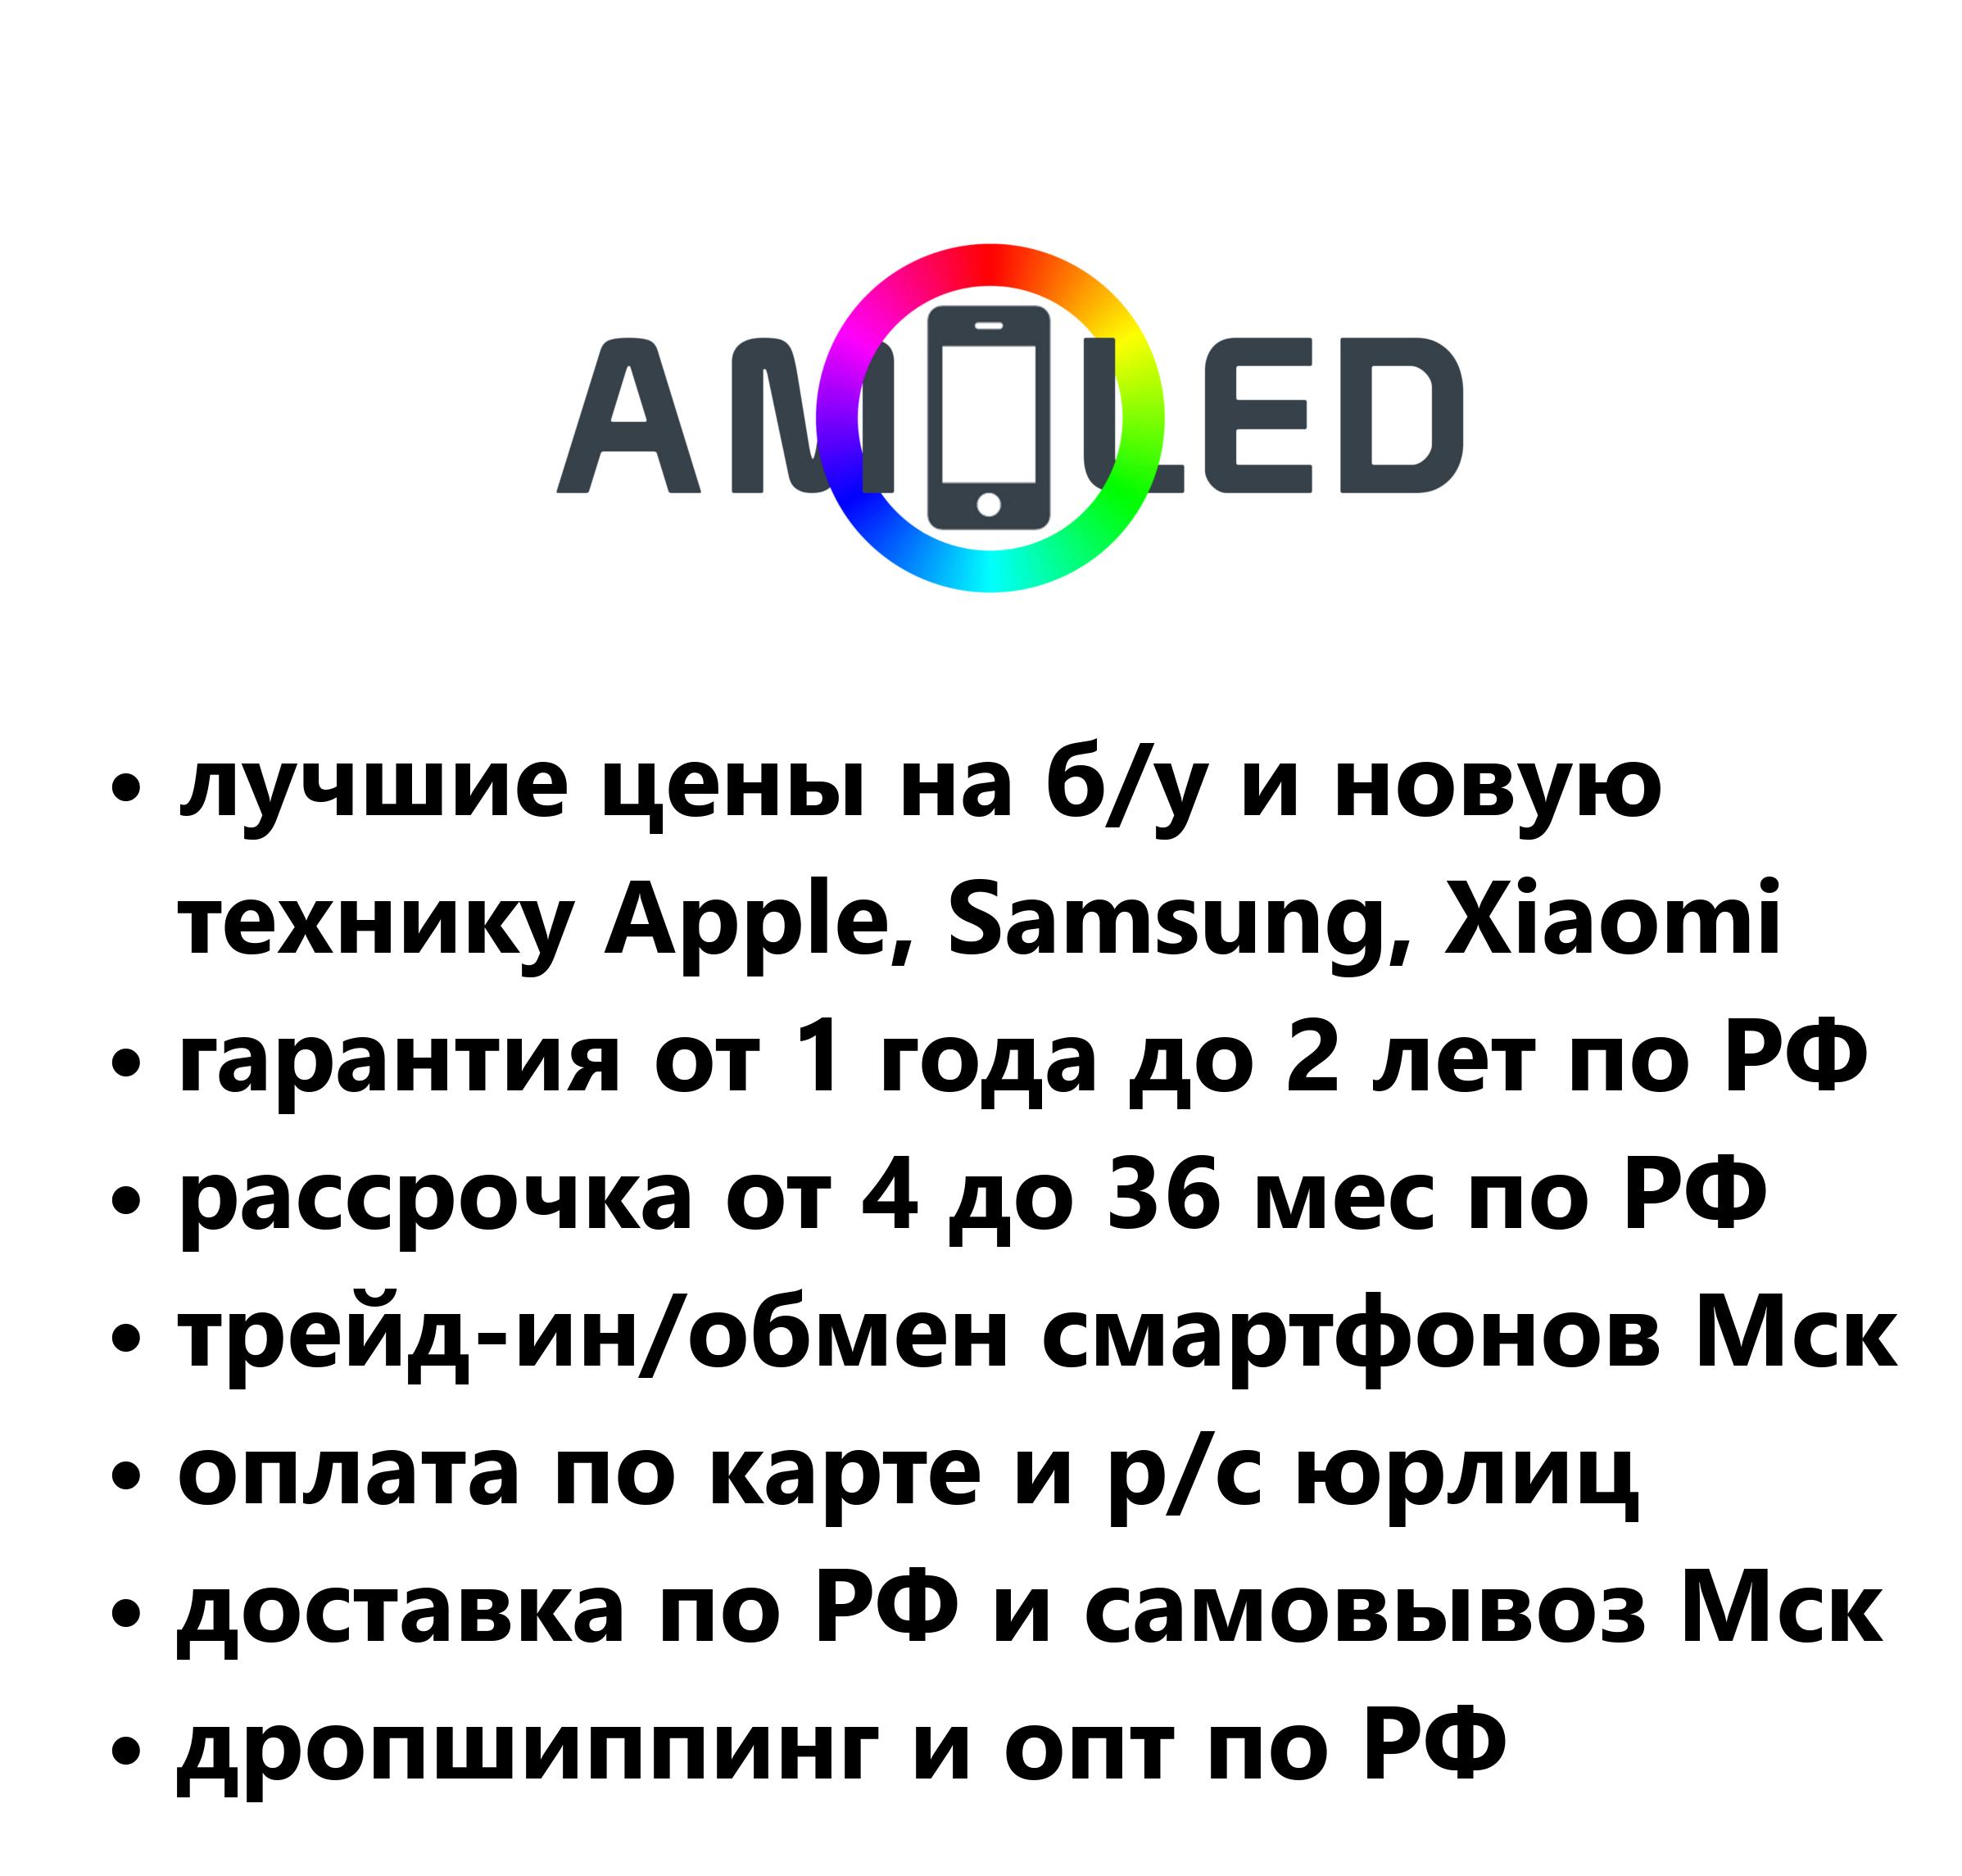 AMOLED
• лучшие цены на б/у и новую
технику Apple, Samsung, Xiaomi
• гарантия от 1 года до 2 лет по РФ
• рассрочка от 4 до 36 мес по РФ
• трейд-ин/обмен смартфонов Мск
• оплата по карте и р/с юрлиц
• доставка по РФ и самовывоз Мск
• дропшиппинг и опт по РФ